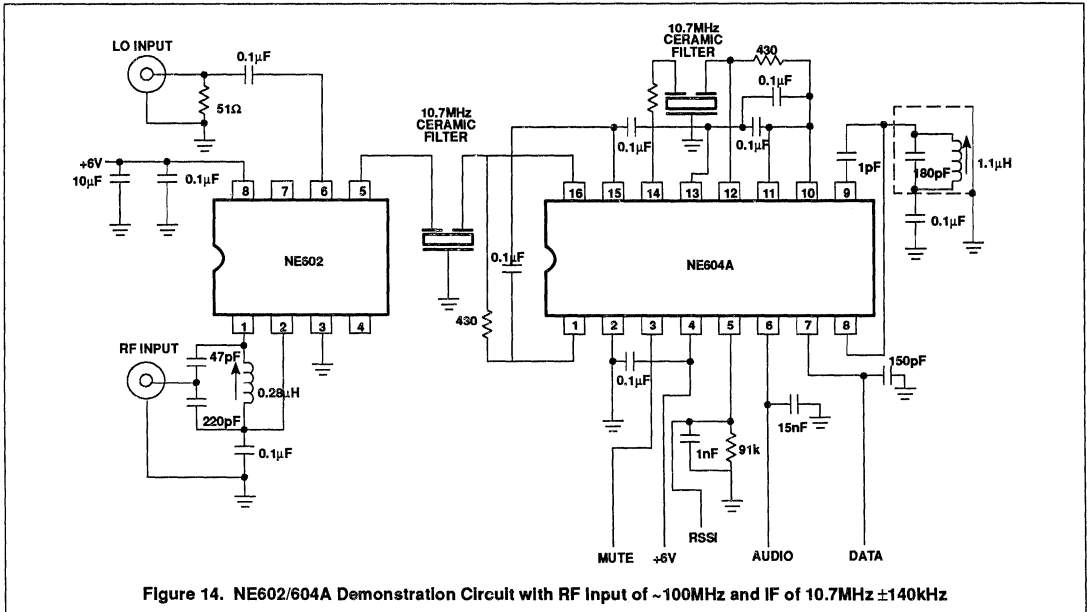 LO INPUT
0.1μF
51Ω
+6V
10μF
0.1μF
8 7 6 5
NE602
1 2 3 4
RF INPUT
47pF
0.28μH
220pF
0.1μF
10.7MHz
CERAMIC
FILTER
430
0.1μF
10.7MHz
CERAMIC
FILTER
430
0.1μF
0.1μF
0.1μF
16 15 14 13 12 11 10 9
NE604A
1 2 3 4 5 6 7 8
1pF
180pF
1.1μH
0.1μF
0.1μF
1nF
91k
15nF
150pF
MUTE
+6V
RSSI
AUDIO
DATA
Figure 14. NE602/604A Demonstration Circuit with RF Input of ~100MHz and IF of 10.7MHz ±140kHz